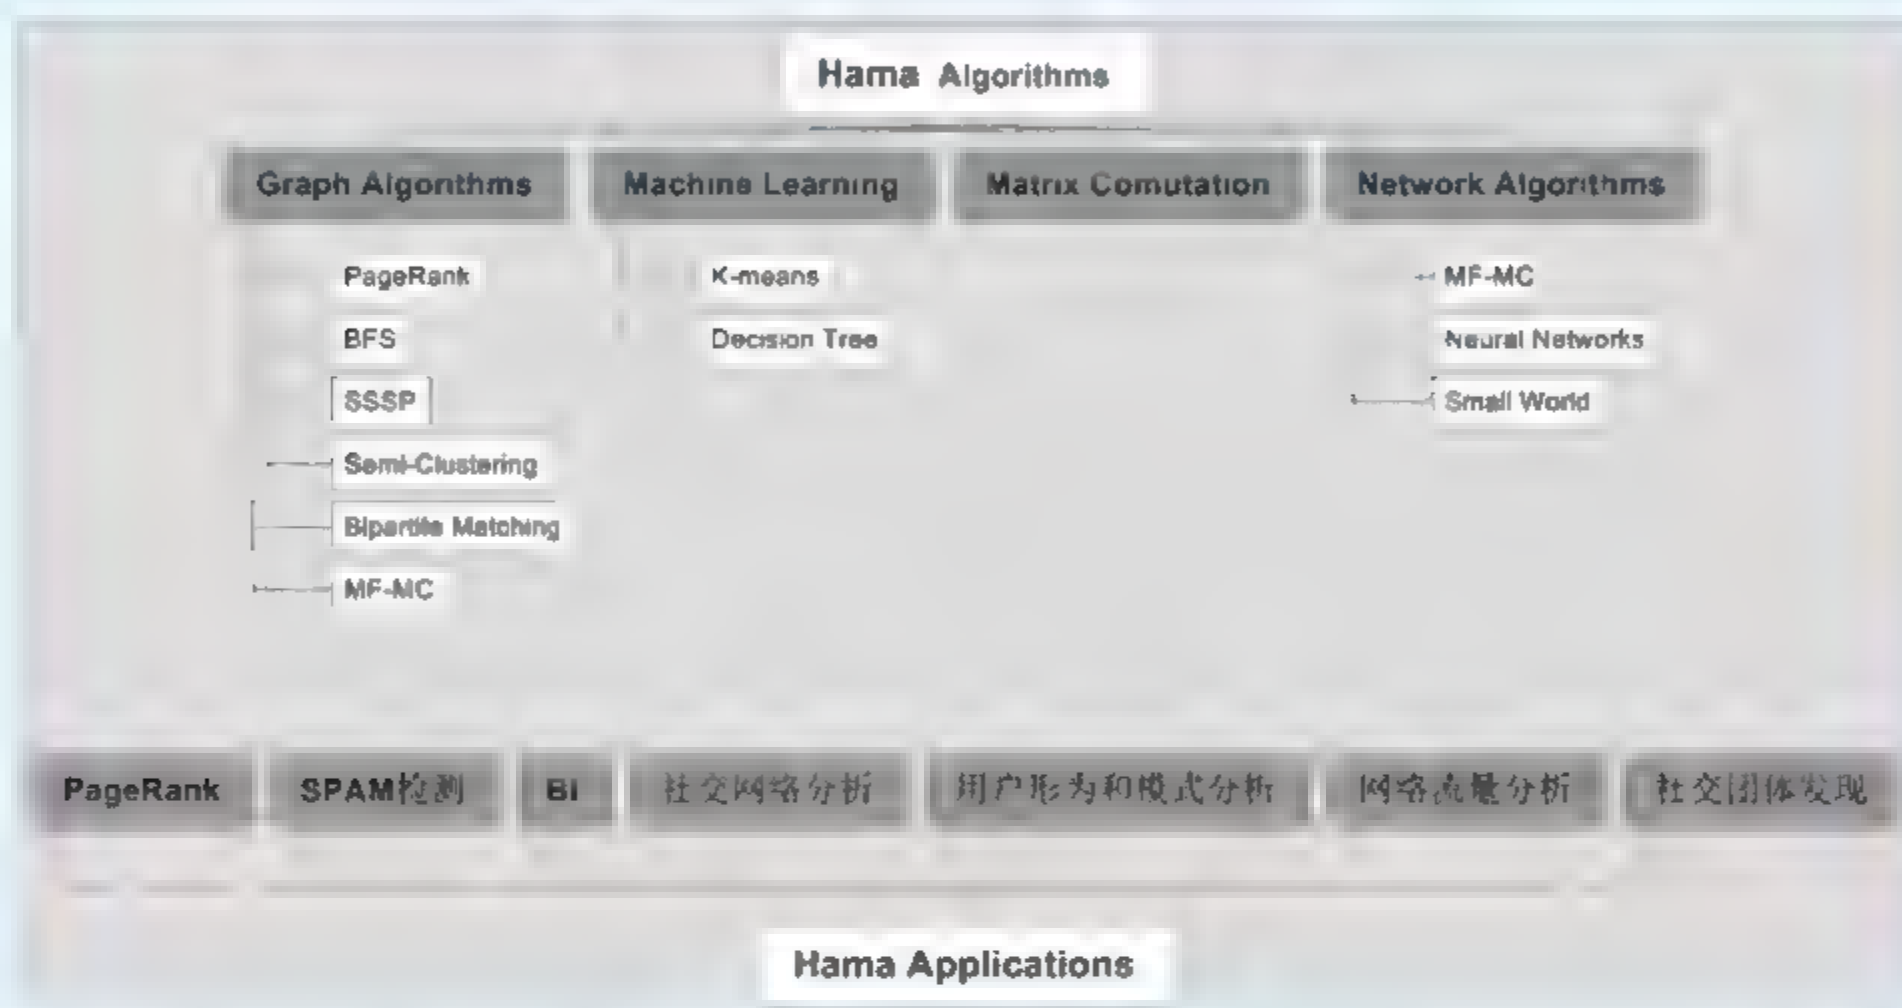 Hama Algorithms
Graph Algorithms Machine Learning Matrix Comutation Network Algorithms
PageRank K-means MF-MC
BFS Decision Tree Neural Networks
SSSP Small World
Semi-Clustering
Bipartite Matching
MF-MC
PageRank SPAM检测 BI 社交网络分析 用户形为和模式分析 网络流量分析 社交团体发现
Hama Applications